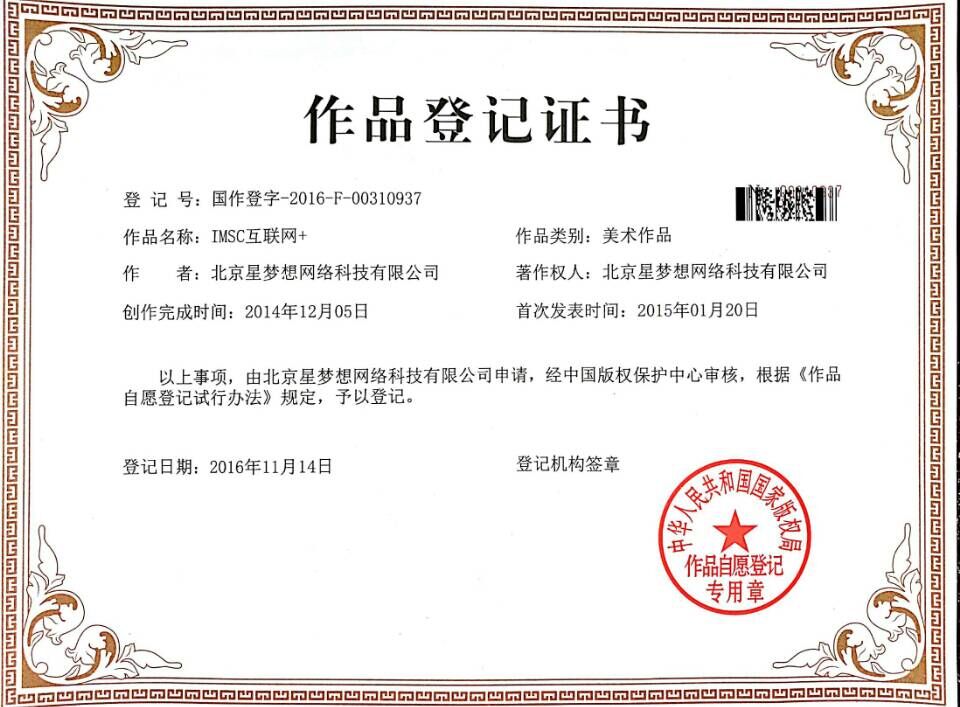 作品登记证书
登 记 号：国作登字-2016-F-00310937
作品名称：IMSC互联网+
作品类别：美术作品
作 者：北京星梦想网络科技有限公司
著作权人：北京星梦想网络科技有限公司
创作完成时间：2014年12月05日
首次发表时间：2015年01月20日
以上事项，由北京星梦想网络科技有限公司申请，经中国版权保护中心审核，根据《作品
自愿登记试行办法》规定，予以登记。
登记日期：2016年11月14日
登记机构签章
中华人民共和国国家版权局
作品自愿登记
专用章